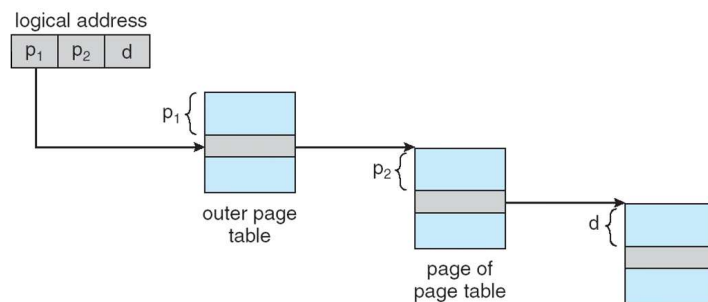 logical address
p₁ p₂ d
p₁
outer page
table
p₂
page of
page table
d